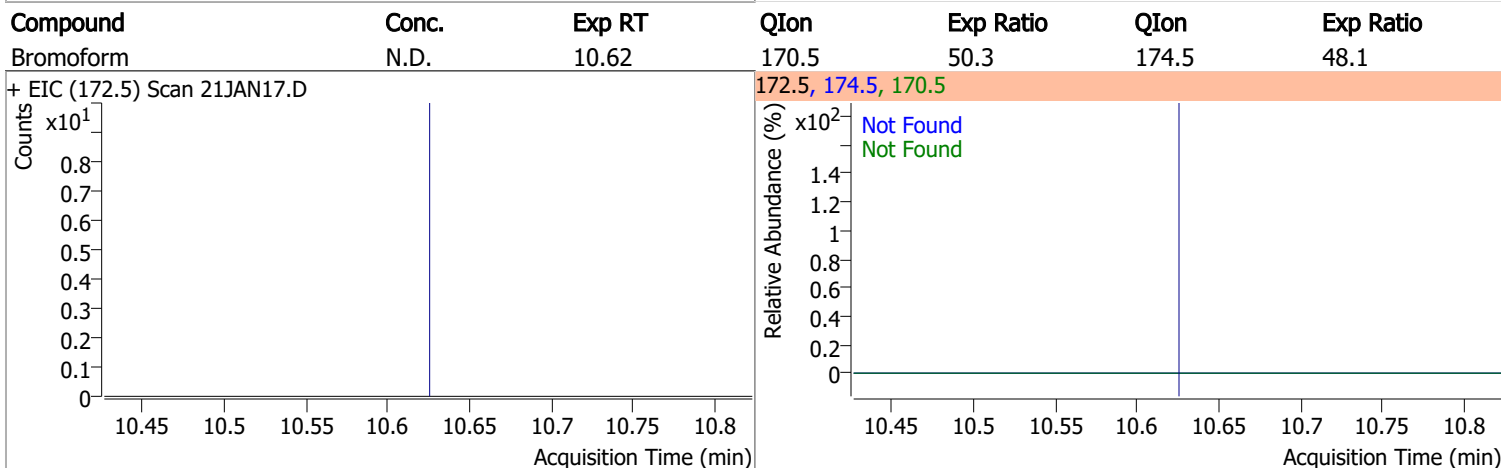 Compound Conc. Exp RT QIon Exp Ratio QIon Exp Ratio
Bromoform N.D. 10.62 170.5 50.3 174.5 48.1
+ EIC (172.5) Scan 21JAN17.D
Counts
x10¹
0.8
0.7
0.6
0.5
0.4
0.3
0.2
0.1
0
10.45 10.5 10.55 10.6 10.65 10.7 10.75 10.8
Acquisition Time (min)
172.5, 174.5, 170.5
Relative Abundance (%)
x10²
Not Found
Not Found
1.4
1.2
1
0.8
0.6
0.4
0.2
0
10.45 10.5 10.55 10.6 10.65 10.7 10.75 10.8
Acquisition Time (min)